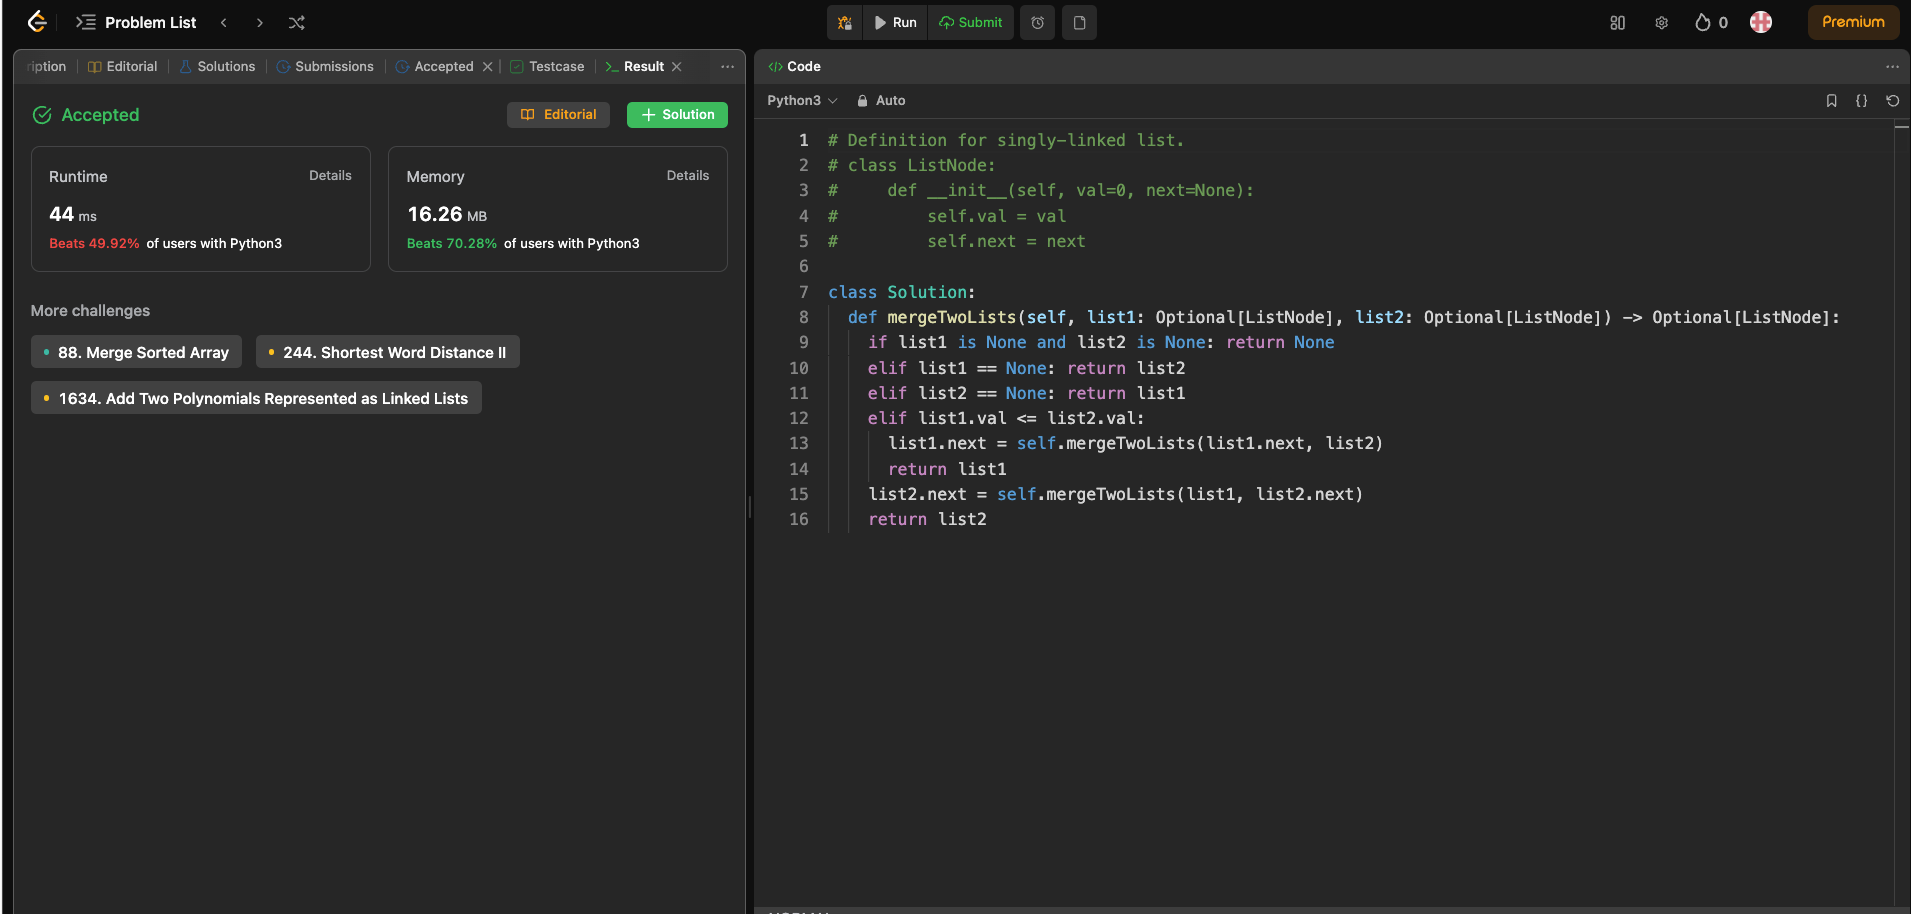 Problem List
Run
Submit
0
Premium
ription
Editorial
Solutions
Submissions
Accepted
Testcase
Result
Accepted
Editorial
Solution
Runtime
Details
44 ms
Beats 49.92% of users with Python3
Memory
Details
16.26 MB
Beats 70.28% of users with Python3
More challenges
88. Merge Sorted Array
244. Shortest Word Distance II
1634. Add Two Polynomials Represented as Linked Lists
</> Code
Python3
Auto
{}
1 # Definition for singly-linked list.
2 # class ListNode:
3 #     def __init__(self, val=0, next=None):
4 #         self.val = val
5 #         self.next = next
6
7 class Solution:
8   def mergeTwoLists(self, list1: Optional[ListNode], list2: Optional[ListNode]) -> Optional[ListNode]:
9     if list1 is None and list2 is None: return None
10     elif list1 == None: return list2
11     elif list2 == None: return list1
12     elif list1.val <= list2.val:
13       list1.next = self.mergeTwoLists(list1.next, list2)
14       return list1
15     list2.next = self.mergeTwoLists(list1, list2.next)
16     return list2